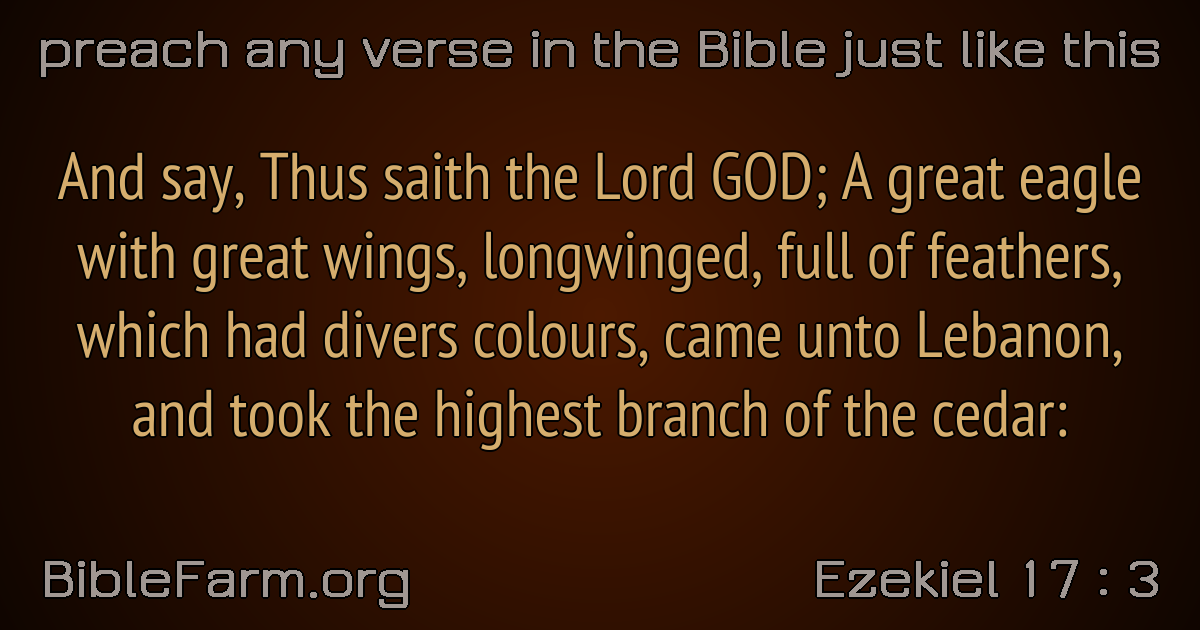 preach any verse in the Bible just like this
And say, Thus saith the Lord GOD; A great eagle
with great wings, longwinged, full of feathers,
which had divers colours, came unto Lebanon,
and took the highest branch of the cedar:
BibleFarm.org
Ezekiel 17 : 3